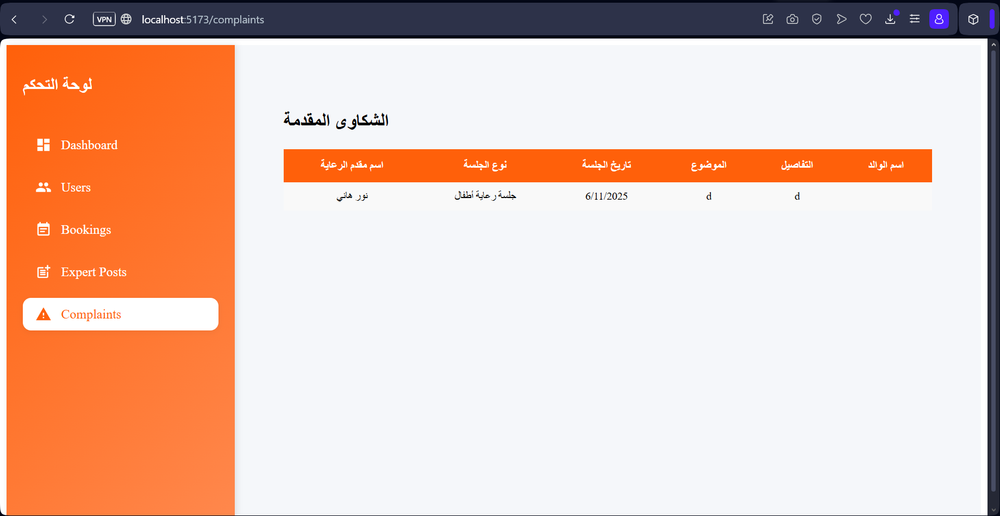 VPN localhost:5173/complaints
لوحة التحكم
Dashboard
Users
Bookings
Expert Posts
Complaints
الشكاوى المقدمة
اسم مقدم الرعاية نوع الجلسة تاريخ الجلسة الموضوع التفاصيل اسم الوالد
نور هاني جلسة رعاية أطفال 6/11/2025 d d